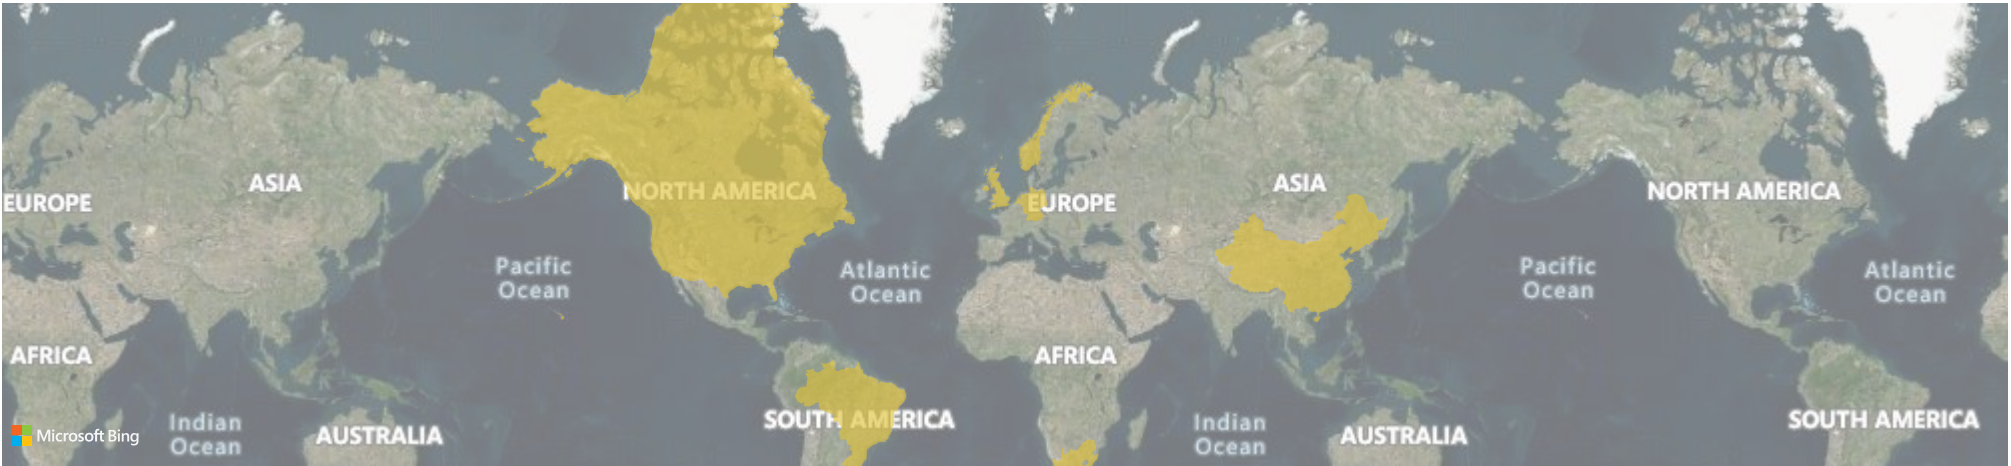 ASIA
NORTH AMERICA
EUROPE
Pacific
Ocean
Atlantic
Ocean
AFRICA
SOUTH AMERICA
Indian
Ocean
AUSTRALIA
Microsoft Bing
EUROPE
ASIA
NORTH AMERICA
Pacific
Ocean
Atlantic
Ocean
AFRICA
Indian
Ocean
AUSTRALIA
SOUTH AMERICA